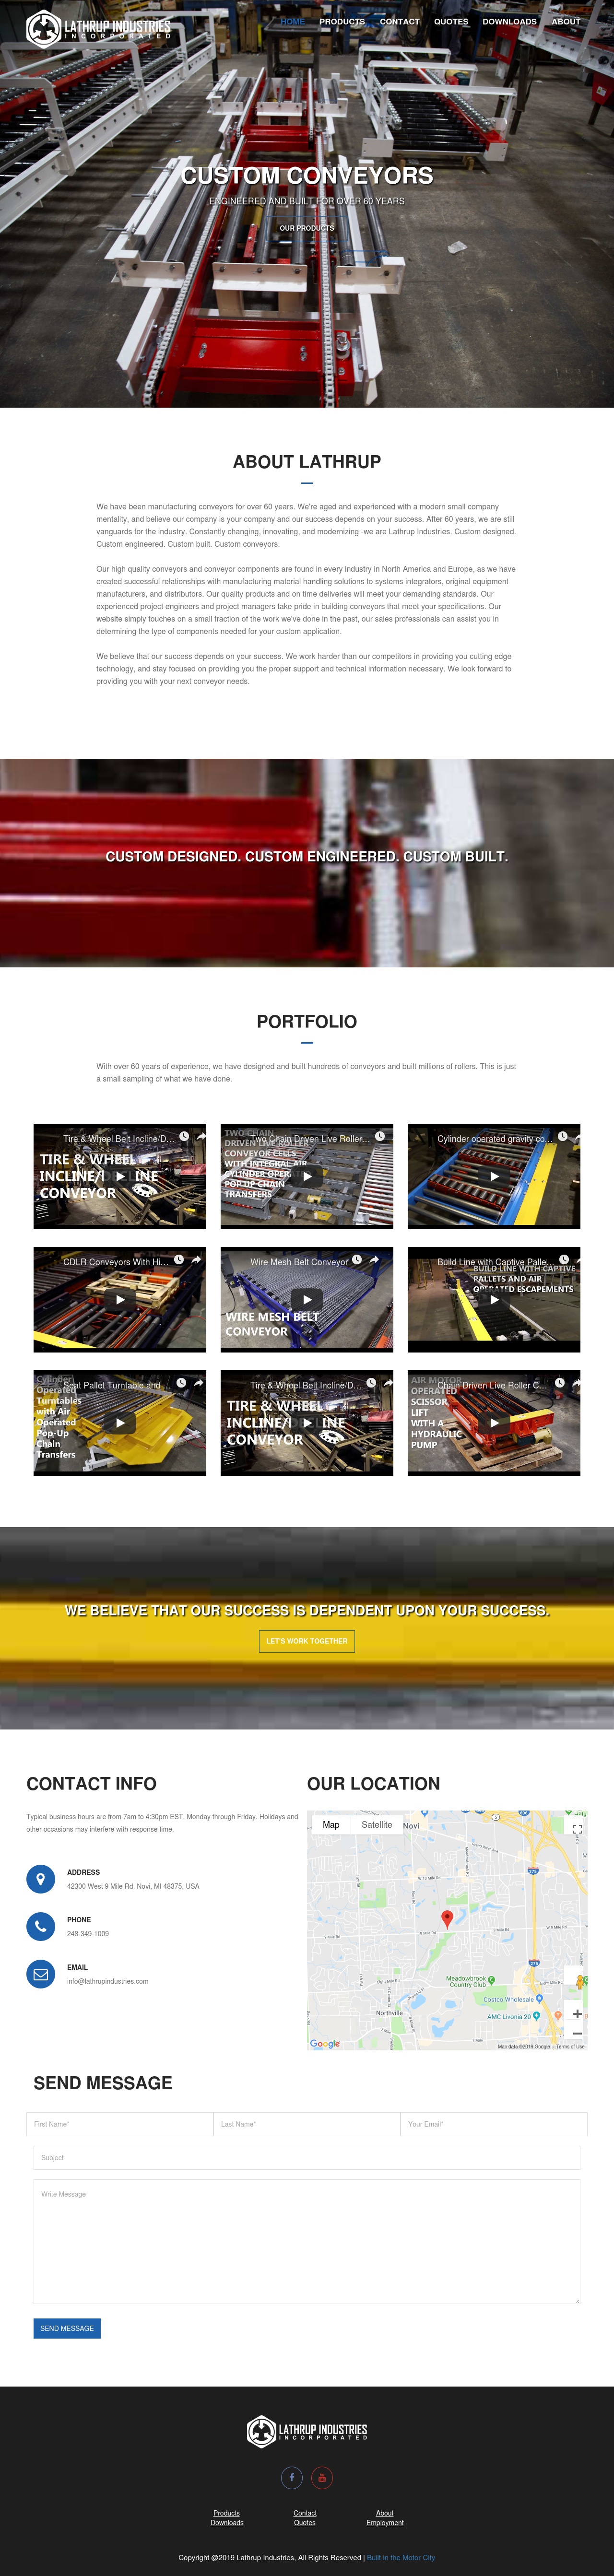 LATHRUP INDUSTRIES
INCORPORATED
HOME PRODUCTS CONTACT QUOTES DOWNLOADS ABOUT
CUSTOM CONVEYORS
ENGINEERED AND BUILT FOR OVER 60 YEARS
OUR PRODUCTS
ABOUT LATHRUP
We have been manufacturing conveyors for over 60 years. We're aged and experienced with a modern small company
mentality, and believe our company is your company and our success depends on your success. After 60 years, we are still
vanguards for the industry. Constantly changing, innovating, and modernizing -we are Lathrup Industries. Custom designed.
Custom engineered. Custom built. Custom conveyors.
Our high quality conveyors and conveyor components are found in every industry in North America and Europe, as we have
created successful relationships with manufacturing material handling solutions to systems integrators, original equipment
manufacturers, and distributors. Our quality products and on time deliveries will meet your demanding standards. Our
experienced project engineers and project managers take pride in building conveyors that meet your specifications. Our
website simply touches on a small fraction of the work we've done in the past, our sales professionals can assist you in
determining the type of components needed for your custom application.
We believe that our success depends on your success. We work harder than our competitors in providing you cutting edge
technology, and stay focused on providing you the proper support and technical information necessary. We look forward to
providing you with your next conveyor needs.
CUSTOM DESIGNED. CUSTOM ENGINEERED. CUSTOM BUILT.
PORTFOLIO
With over 60 years of experience, we have designed and built hundreds of conveyors and built millions of rollers. This is just
a small sampling of what we have done.
Tire & Wheel Belt Incline/D...
TIRE & WHEEL
INCLINE/ INE
CONVEYOR
Two Chain Driven Live Roller...
TWO CHAIN
DRIVEN LIVE ROLLER
CONVEYOR CELLS
WITH INTEGRAL AIR
CYLINDER OPER
POP UP CHAIN
TRANSFERS
Cylinder operated gravity co...
CDLR Conveyors With Hi...
Wire Mesh Belt Conveyor
WIRE MESH BELT
CONVEYOR
Build Line with Captive Palle...
BUILD LINE WITH CAPTIVE
PALLETS AND AIR
OPERATED ESCAPEMENTS
Seat Pallet Turntable and ...
Cylinder
Operated
Turntables
with Air
Operated
Pop-Up
Chain
Transfers
Tire & Wheel Belt Incline/D...
TIRE & WHEEL
INCLINE/ INE
CONVEYOR
Chain Driven Live Roller C...
AIR MOTOR
OPERATED
SCISSOR
LIFT
WITH A
HYDRAULIC
PUMP
WE BELIEVE THAT OUR SUCCESS IS DEPENDENT UPON YOUR SUCCESS.
LET'S WORK TOGETHER
CONTACT INFO
Typical business hours are from 7am to 4:30pm EST, Monday through Friday. Holidays and
other occasions may interfere with response time.
ADDRESS
42300 West 9 Mile Rd. Novi, MI 48375, USA
PHONE
248-349-1009
EMAIL
info@lathrupindustries.com
OUR LOCATION
Map Satellite
Novi
Meadowbrook
Country Club
Costco Wholesale
AMC Livonia 20
Northville
Google
Map data ©2019 Google Terms of Use
SEND MESSAGE
First Name* Last Name* Your Email*
Subject
Write Message
SEND MESSAGE
LATHRUP INDUSTRIES
INCORPORATED
Products Contact About
Downloads Quotes Employment
Copyright @2019 Lathrup Industries, All Rights Reserved | Built in the Motor City